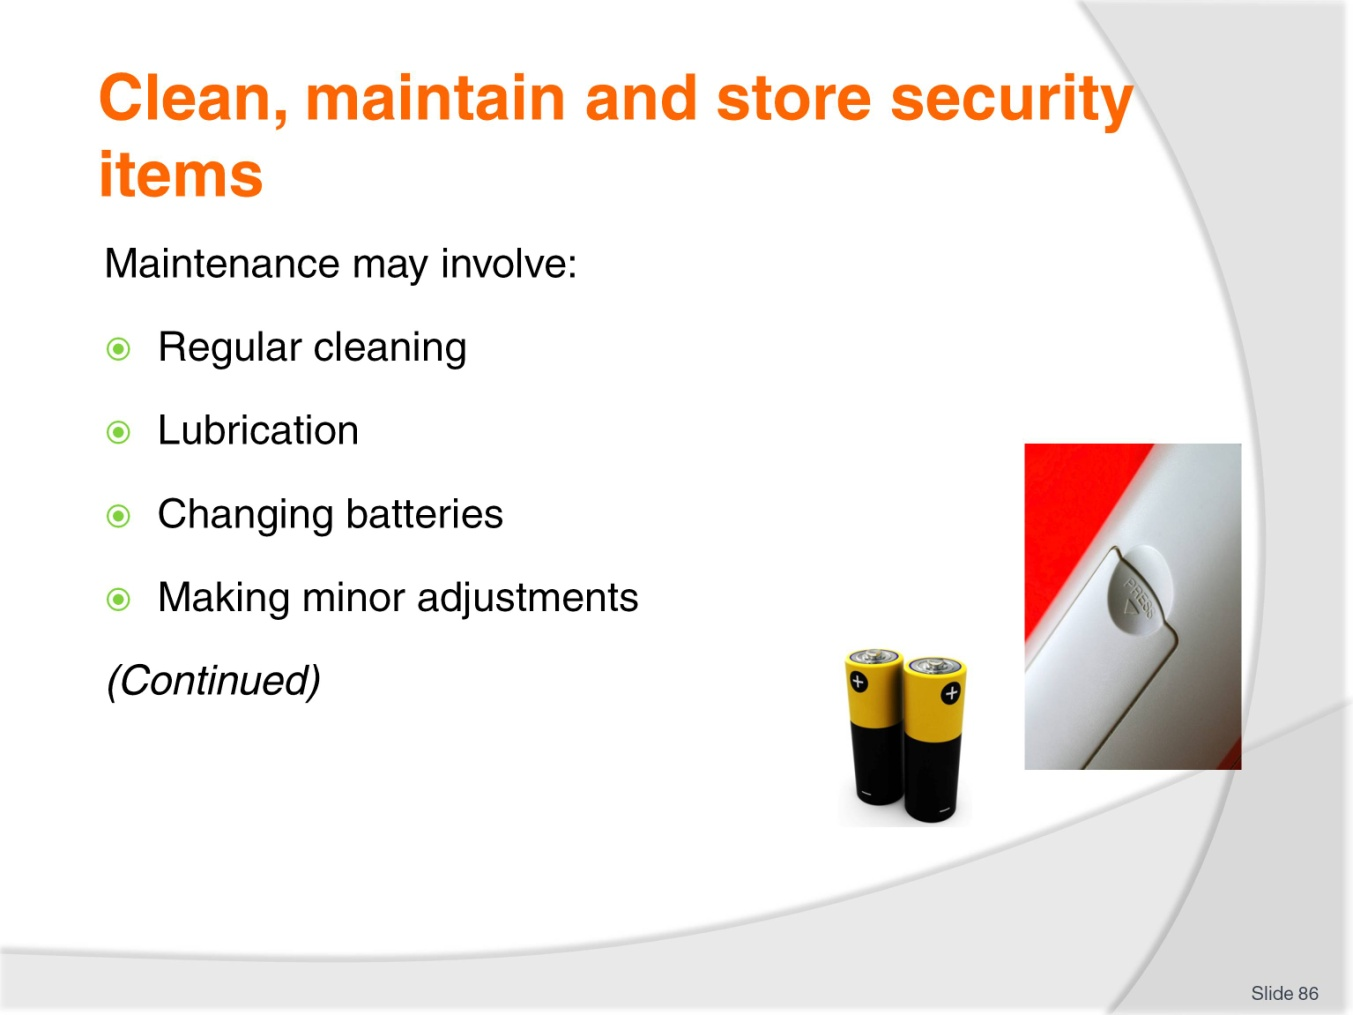 Clean, maintain and store security
items
Maintenance may involve:
Regular cleaning
Lubrication
Changing batteries
Making minor adjustments
(Continued)
PRESS
+
+
Slide 86